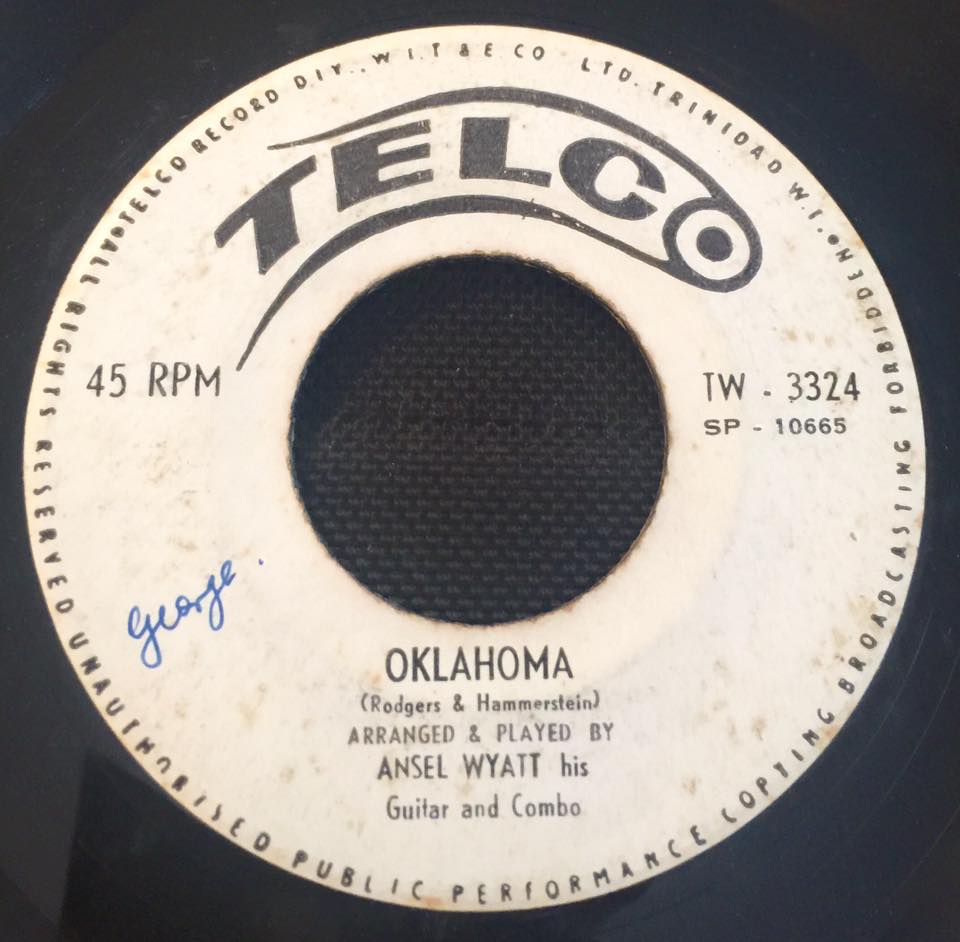 TELCO RECORD DIV., W.I.T & E. CO LTD. TRINIDAD W.I.
ALL RIGHTS RESERVED UNAUTHORISED PUBLIC PERFORMANCE COPYING BROADCASTING FORBIDDEN
TELCO
45 RPM
TW - 3324
SP - 10665
George.
OKLAHOMA
(Rodgers & Hammerstein)
ARRANGED & PLAYED BY
ANSEL WYATT his
Guitar and Combo